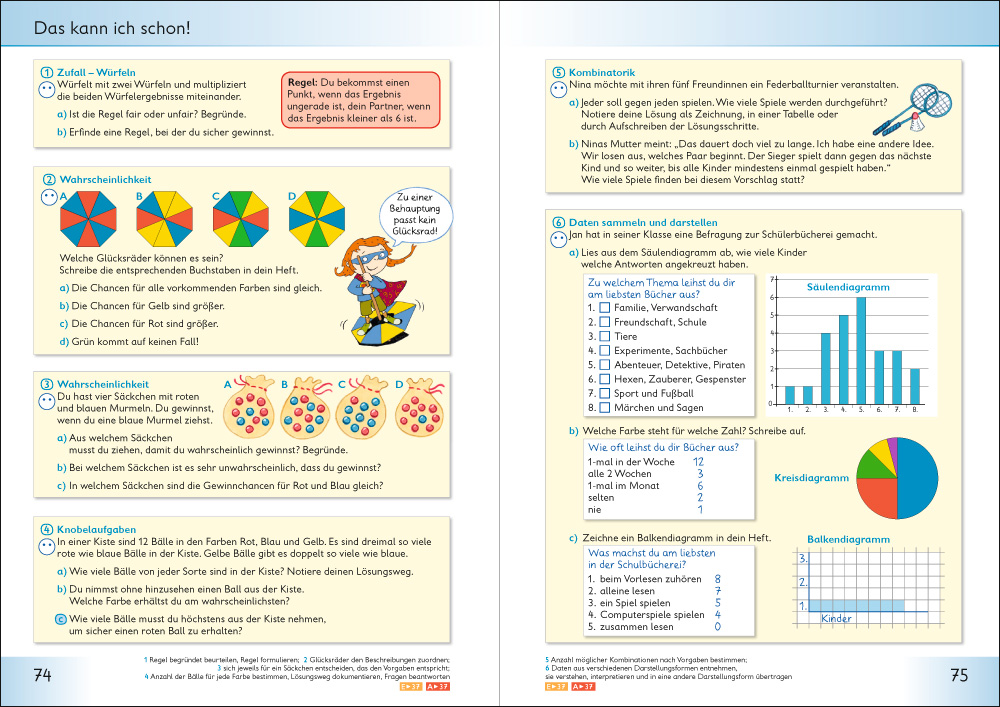 Das kann ich schon!
1 Zufall – Würfeln
Würfelt mit zwei Würfeln und multipliziert
die beiden Würfelergebnisse miteinander.
a) Ist die Regel fair oder unfair? Begründe.
b) Erfinde eine Regel, bei der du sicher gewinnst.
Regel: Du bekommst einen
Punkt, wenn das Ergebnis
ungerade ist, dein Partner, wenn
das Ergebnis kleiner als 6 ist.
2 Wahrscheinlichkeit
A B C D
Zu einer
Behauptung
passt kein
Glücksrad!
Welche Glücksräder können es sein?
Schreibe die entsprechenden Buchstaben in dein Heft.
a) Die Chancen für alle vorkommenden Farben sind gleich.
b) Die Chancen für Gelb sind größer.
c) Die Chancen für Rot sind größer.
d) Grün kommt auf keinen Fall!
3 Wahrscheinlichkeit
Du hast vier Säckchen mit roten
und blauen Murmeln. Du gewinnst,
wenn du eine blaue Murmel ziehst.
A B C D
a) Aus welchem Säckchen
musst du ziehen, damit du wahrscheinlich gewinnst? Begründe.
b) Bei welchem Säckchen ist es sehr unwahrscheinlich, dass du gewinnst?
c) In welchem Säckchen sind die Gewinnchancen für Rot und Blau gleich?
4 Knobelaufgaben
In einer Kiste sind 12 Bälle in den Farben Rot, Blau und Gelb. Es sind dreimal so viele
rote wie blaue Bälle in der Kiste. Gelbe Bälle gibt es doppelt so viele wie blaue.
a) Wie viele Bälle von jeder Sorte sind in der Kiste? Notiere deinen Lösungsweg.
b) Du nimmst ohne hinzusehen einen Ball aus der Kiste.
Welche Farbe erhältst du am wahrscheinlichsten?
c Wie viele Bälle musst du höchstens aus der Kiste nehmen,
um sicher einen roten Ball zu erhalten?
74
1 Regel begründet beurteilen, Regel formulieren; 2 Glücksräder den Beschreibungen zuordnen;
3 sich jeweils für ein Säckchen entscheiden, das den Vorgaben entspricht;
4 Anzahl der Bälle für jede Farbe bestimmen, Lösungsweg dokumentieren, Fragen beantworten
E▸37 A▸37
5 Kombinatorik
Nina möchte mit ihren fünf Freundinnen ein Federballturnier veranstalten.
a) Jeder soll gegen jeden spielen. Wie viele Spiele werden durchgeführt?
Notiere deine Lösung als Zeichnung, in einer Tabelle oder
durch Aufschreiben der Lösungsschritte.
b) Ninas Mutter meint: „Das dauert doch viel zu lange. Ich habe eine andere Idee.
Wir losen aus, welches Paar beginnt. Der Sieger spielt dann gegen das nächste
Kind und so weiter, bis alle Kinder mindestens einmal gespielt haben.“
Wie viele Spiele finden bei diesem Vorschlag statt?
6 Daten sammeln und darstellen
Jan hat in seiner Klasse eine Befragung zur Schülerbücherei gemacht.
a) Lies aus dem Säulendiagramm ab, wie viele Kinder
welche Antworten angekreuzt haben.
Zu welchem Thema leihst du dir
am liebsten Bücher aus?
1. Familie, Verwandschaft
2. Freundschaft, Schule
3. Tiere
4. Experimente, Sachbücher
5. Abenteuer, Detektive, Piraten
6. Hexen, Zauberer, Gespenster
7. Sport und Fußball
8. Märchen und Sagen
Säulendiagramm
7
6
5
4
3
2
1
0
1. 2. 3. 4. 5. 6. 7. 8.
b) Welche Farbe steht für welche Zahl? Schreibe auf.
Wie oft leihst du dir Bücher aus?
1-mal in der Woche 12
alle 2 Wochen 3
1-mal im Monat 6
selten 2
nie 1
Kreisdiagramm
c) Zeichne ein Balkendiagramm in dein Heft.
Was machst du am liebsten
in der Schulbücherei?
1. beim Vorlesen zuhören 8
2. alleine lesen 7
3. ein Spiel spielen 5
4. Computerspiele spielen 4
5. zusammen lesen 0
Balkendiagramm
3.
2.
1.
Kinder
5 Anzahl möglicher Kombinationen nach Vorgaben bestimmen;
6 Daten aus verschiedenen Darstellungsformen entnehmen,
sie verstehen, interpretieren und in eine andere Darstellungsform übertragen
E▸37 A▸37
75